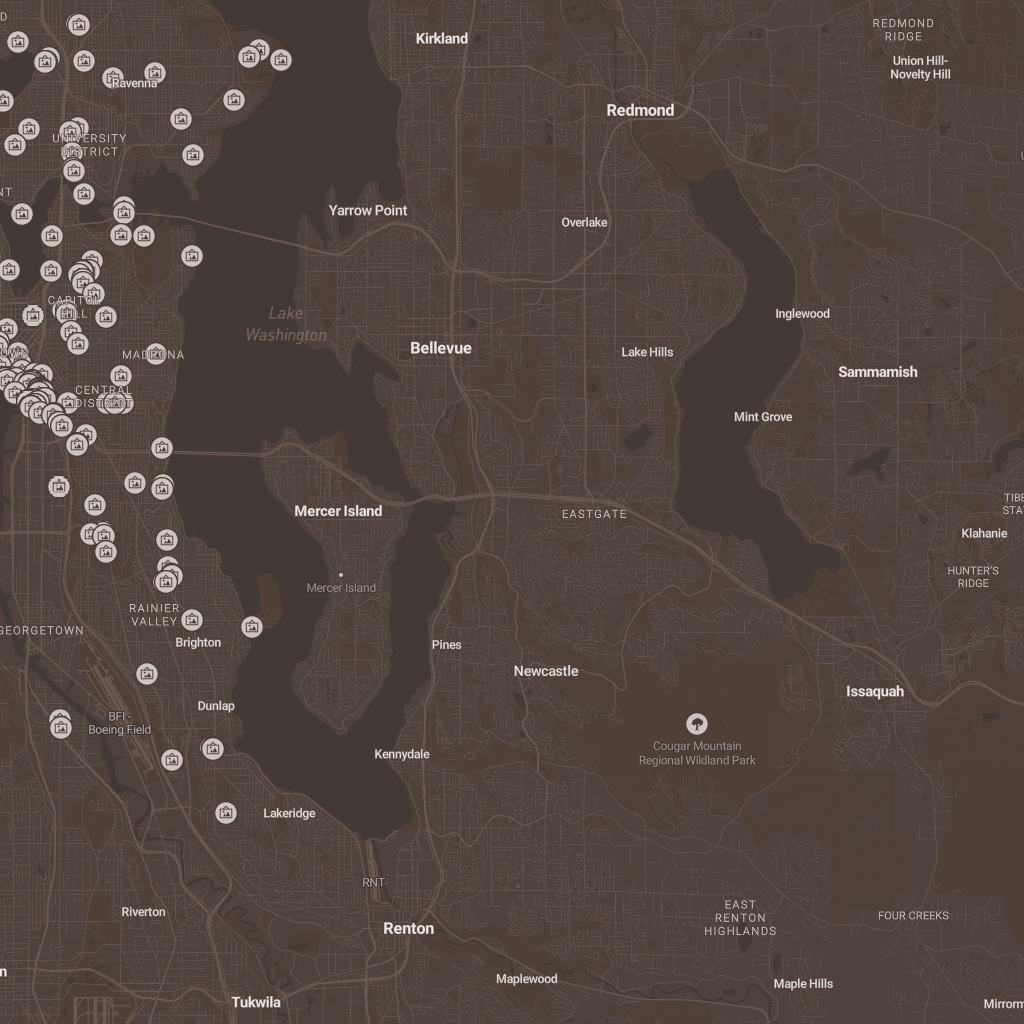 Kirkland
REDMOND
RIDGE
Union Hill-
Novelty Hill
Ravenna
Redmond
UNIVERSITY
DISTRICT
NT
Yarrow Point
Overlake
CAPITOL
HILL
Lake
Washington
Inglewood
Bellevue
Lake Hills
MADRONA
Sammamish
CENTRAL
DISTRICT
Mint Grove
Mercer Island
EASTGATE
Klahanie
Mercer Island
HUNTER'S
RIDGE
RAINIER
VALLEY
GEORGETOWN
Brighton
Pines
Newcastle
Issaquah
Dunlap
BFI -
Boeing Field
Kennydale
Cougar Mountain
Regional Wildland Park
Lakeridge
RNT
Riverton
EAST
RENTON
HIGHLANDS
FOUR CREEKS
Renton
Maplewood
Maple Hills
Tukwila
Mirrorm